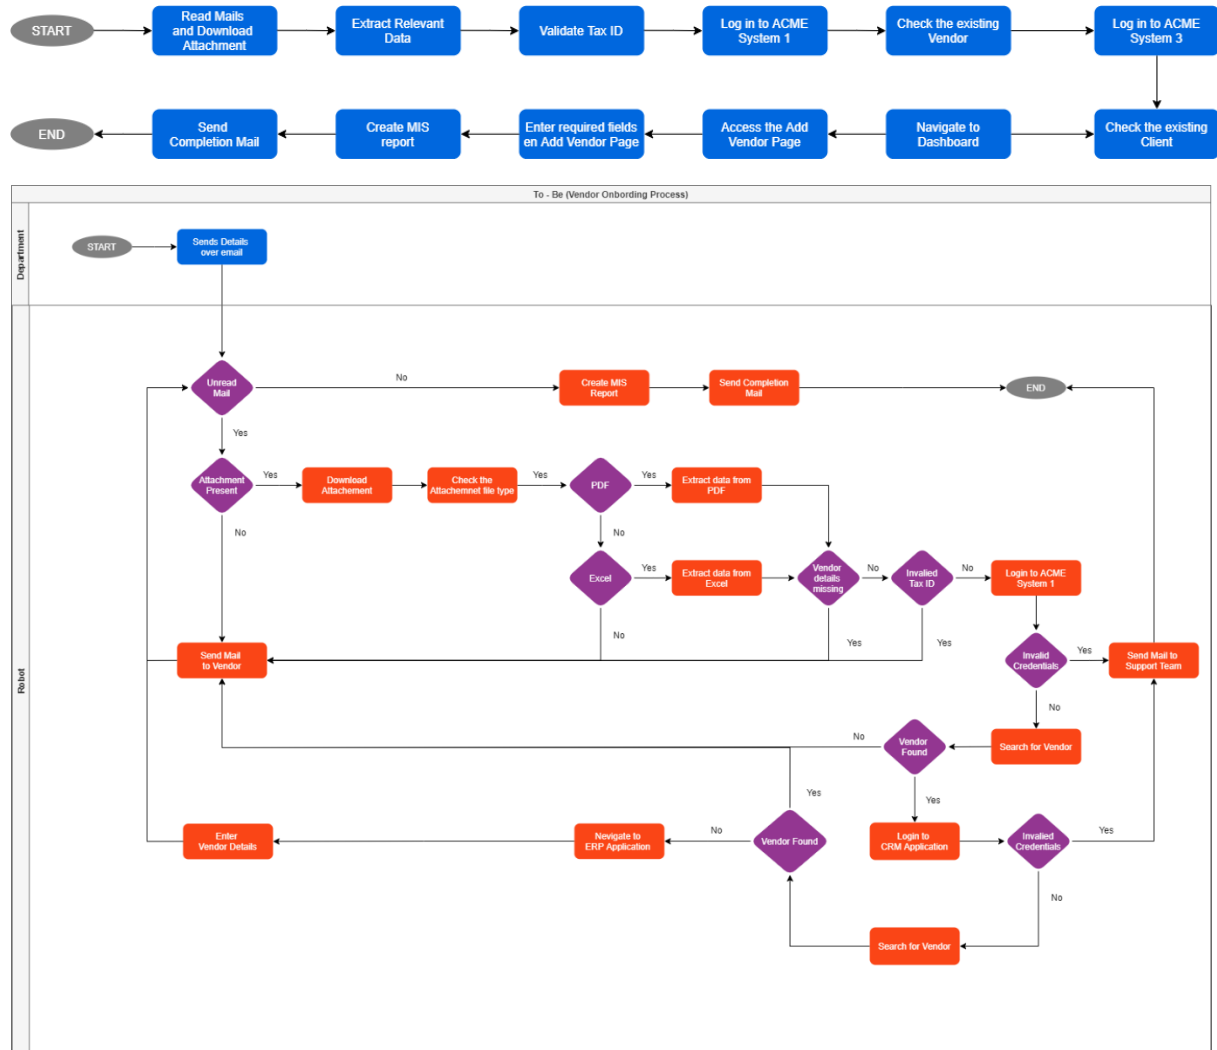 START
Read Mails
and Download
Attachment
Extract Relevant
Data
Validate Tax ID
Log in to ACME
System 1
Check the existing
Vendor
Log in to ACME
System 3
END
Send
Completion Mail
Create MIS
report
Enter required fields
en Add Vendor Page
Access the Add
Vendor Page
Navigate to
Dashboard
Check the existing
Client
To - Be (Vendor Onbording Process)
Department
START
Sends Details
over email
Robot
Unread
Mail
No
Create MIS
Report
Send Completion
Mail
END
Yes
Attachment
Present
Yes
Download
Attachement
Check the
Attachemnet file type
Yes
PDF
Yes
Extract data from
PDF
No
No
Excel
Yes
Extract data from
Excel
Vendor
details
missing
No
Invalied
Tax ID
No
Login to ACME
System 1
No
Yes
Yes
Send Mail
to Vendor
Invalid
Credentials
Yes
Send Mail to
Support Team
No
No
Vendor
Found
Search for Vendor
Yes
Yes
Enter
Vendor Details
Nevigate to
ERP Application
No
Vendor Found
Login to
CRM Application
Invalied
Credentials
Yes
No
Search for Vendor